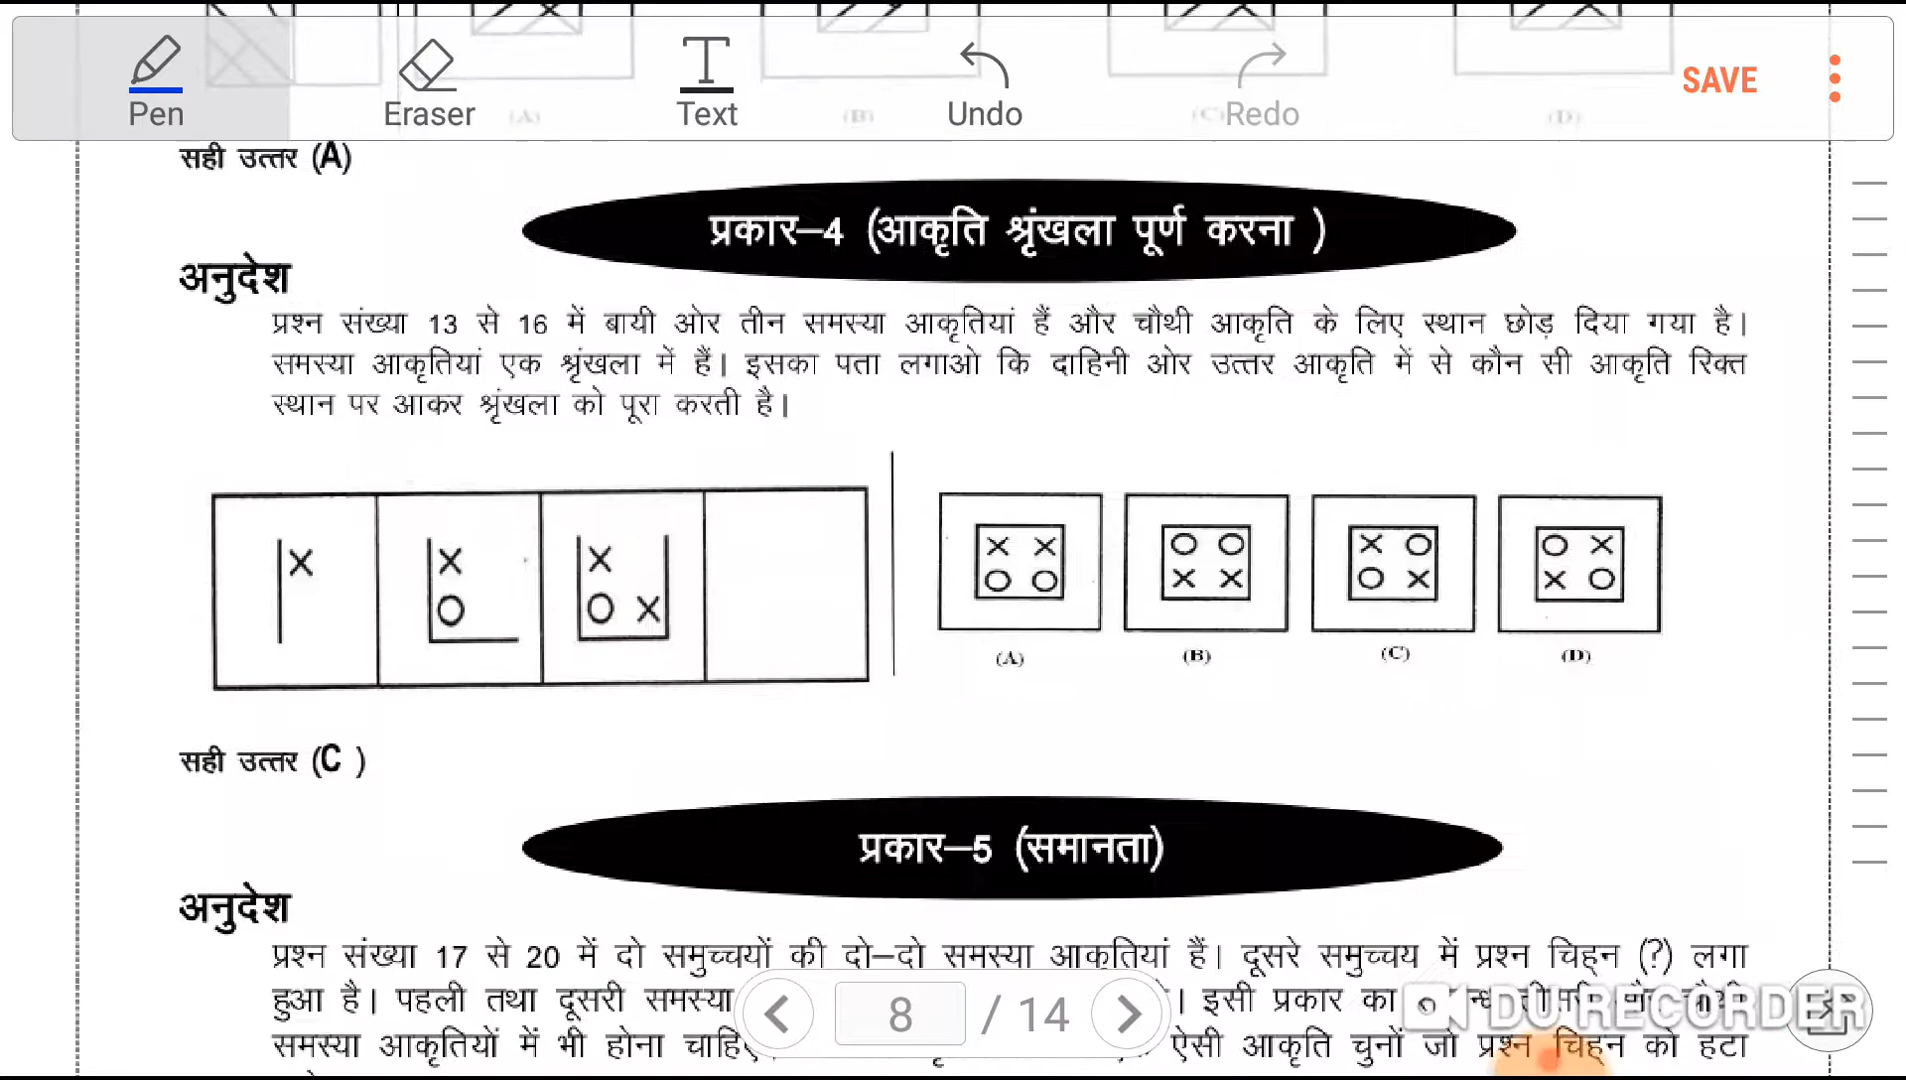 Pen
Eraser
Text
Undo
Redo
SAVE
(A) (B) (C) (D)
सही उत्तर (A)
प्रकार–4 (आकृति श्रृंखला पूर्ण करना )
अनुदेश
प्रश्न संख्या 13 से 16 में बायी ओर तीन समस्या आकृतियां हैं और चौथी आकृति के लिए स्थान छोड़ दिया गया है।
समस्या आकृतियां एक श्रृंखला में हैं। इसका पता लगाओ कि दाहिनी ओर उत्तर आकृति में से कौन सी आकृति रिक्त
स्थान पर आकर श्रृंखला को पूरा करती है।
X X X X X X O X O O X
O O X O O X X O X X O
(A) (B) (C) (D)
सही उत्तर (C )
प्रकार–5 (समानता)
अनुदेश
प्रश्न संख्या 17 से 20 में दो समुच्चयों की दो–दो समस्या आकृतियां हैं। दूसरे समुच्चय में प्रश्न चिह्न (?) लगा
हुआ है। पहली तथा दूसरी समस्या इसी प्रकार का
समस्या आकृतियों में भी होना ऐसी आकृति चुनों जो प्रश्न चिह्न को हटा
8 / 14
DU RECORDER